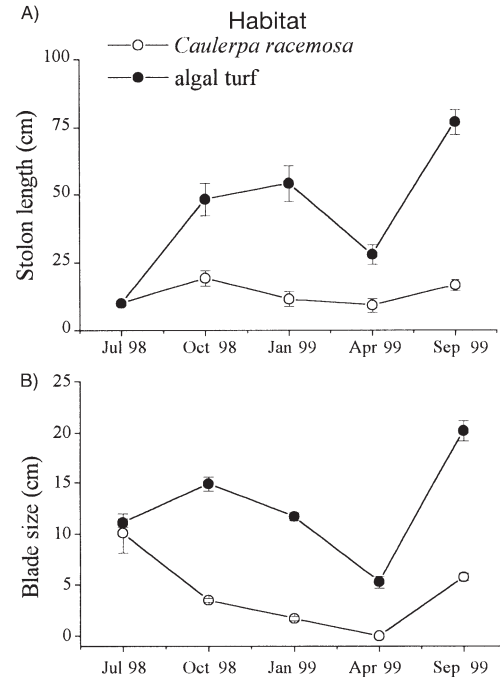 A)
Habitat
Caulerpa racemosa
algal turf
Stolon length (cm)
100
75
50
25
0
Jul 98 Oct 98 Jan 99 Apr 99 Sep 99
B)
Blade size (cm)
25
20
15
10
5
0
Jul 98 Oct 98 Jan 99 Apr 99 Sep 99